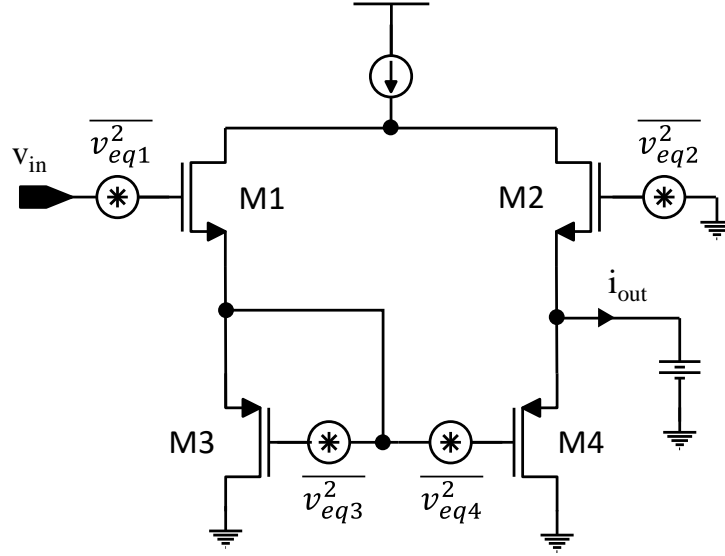 v_in
\overline{v_{eq1}^2}
M1
M2
\overline{v_{eq2}^2}
i_out
M3
\overline{v_{eq3}^2}
\overline{v_{eq4}^2}
M4